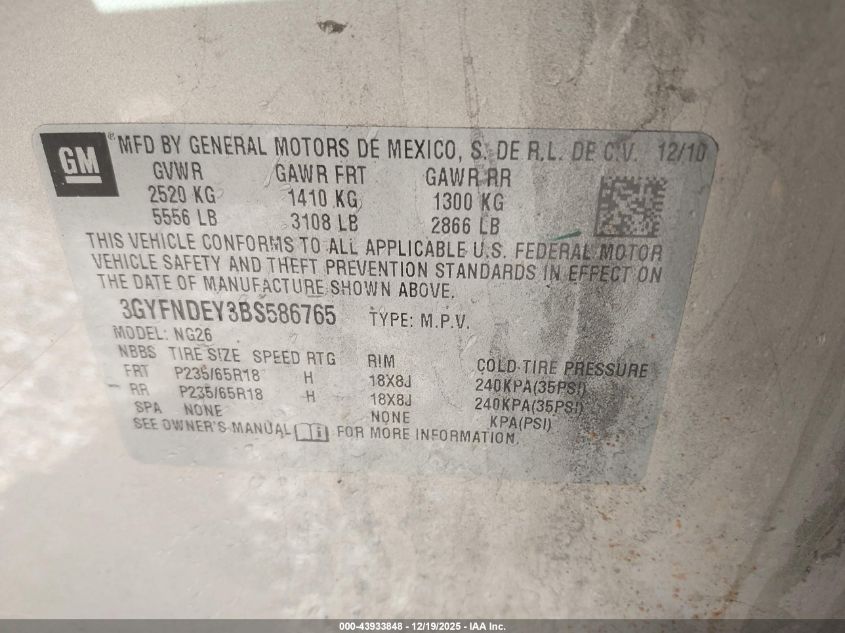 GM
® MFD BY GENERAL MOTORS DE MEXICO, S. DE R.L. DE C.V. 12/10
GVWR GAWR FRT GAWR RR
2520 KG 1410 KG 1300 KG
5556 LB 3108 LB 2866 LB
THIS VEHICLE CONFORMS TO ALL APPLICABLE U.S. FEDERAL MOTOR
VEHICLE SAFETY AND THEFT PREVENTION STANDARDS IN EFFECT ON
THE DATE OF MANUFACTURE SHOWN ABOVE.
3GYFNDEY3BS586765 TYPE: M.P.V.
MODEL: NG26
NBBS TIRE SIZE SPEED RTG RIM COLD TIRE PRESSURE
FRT P235/65R18 H 18X8J 240KPA(35PSI)
RR P235/65R18 H 18X8J 240KPA(35PSI)
SPA NONE NONE KPA(PSI)
SEE OWNER'S MANUAL FOR MORE INFORMATION.
000-43933848 - 12/19/2025 - IAA Inc.